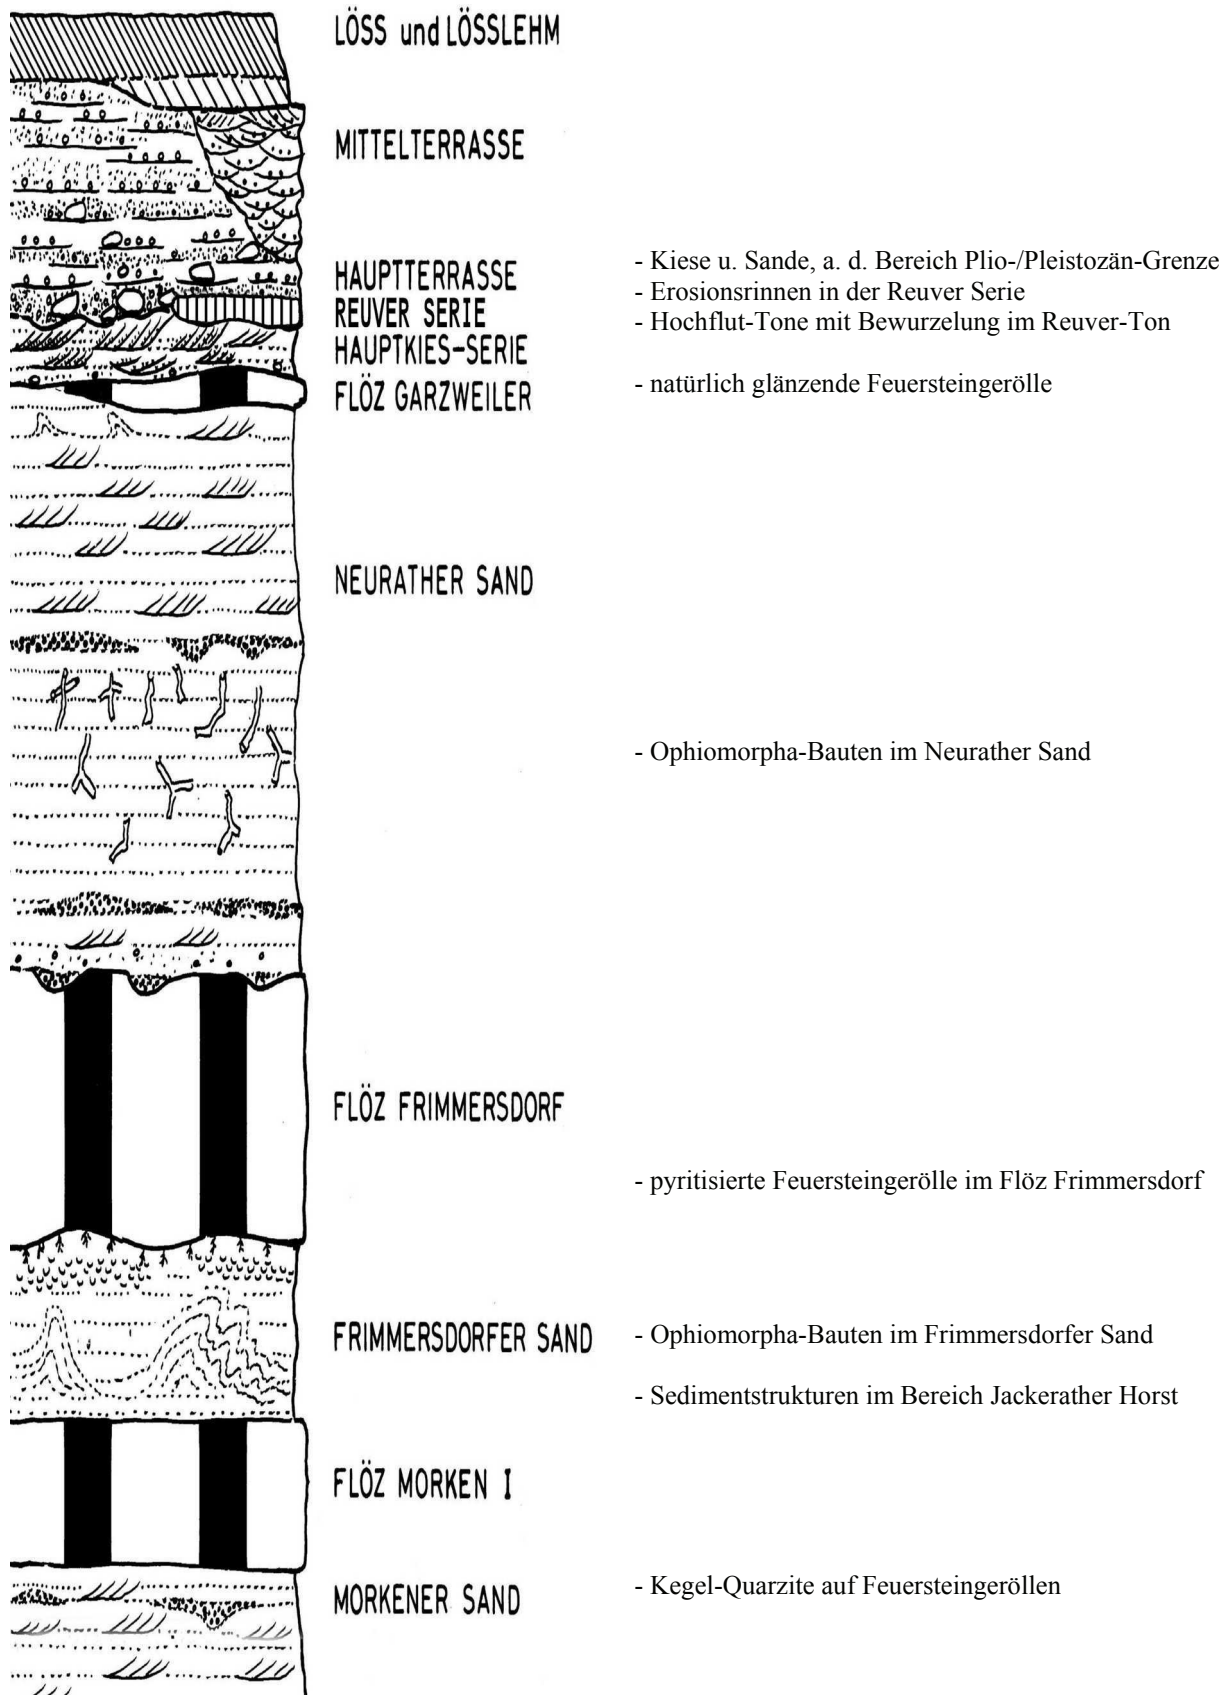 LÖSS und LÖSSLEHM
MITTELTERRASSE
HAUPTTERRASSE
- Kiese u. Sande, a. d. Bereich Plio-/Pleistozän-Grenze
- Erosionsrinnen in der Reuver Serie
REUVER SERIE
- Hochflut-Tone mit Bewurzelung im Reuver-Ton
HAUPTKIES-SERIE
FLÖZ GARZWEILER
- natürlich glänzende Feuersteingerölle
NEURATHER SAND
- Ophiomorpha-Bauten im Neurather Sand
FLÖZ FRIMMERSDORF
- pyritisierte Feuersteingerölle im Flöz Frimmersdorf
FRIMMERSDORFER SAND
- Ophiomorpha-Bauten im Frimmersdorfer Sand
- Sedimentstrukturen im Bereich Jackerather Horst
FLÖZ MORKEN I
MORKENER SAND
- Kegel-Quarzite auf Feuersteingeröllen